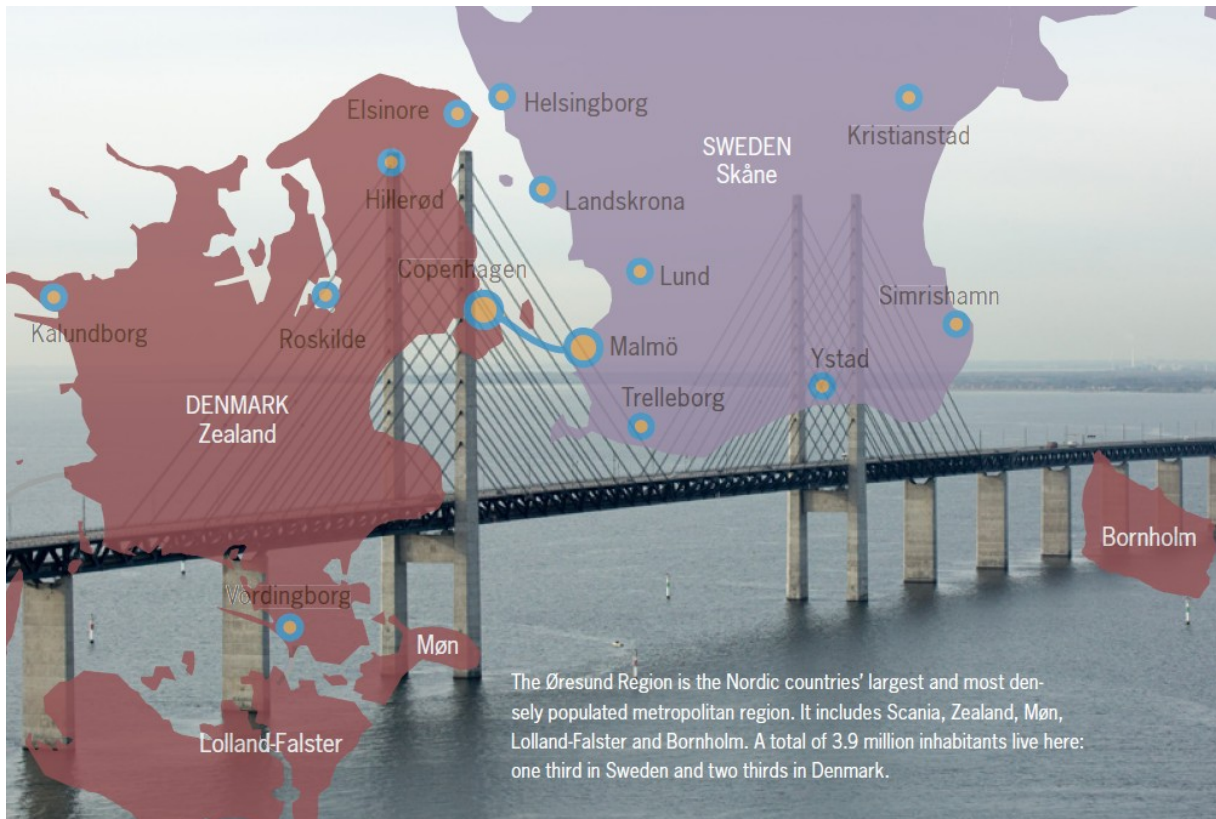 Elsinore
Helsingborg
Kristianstad
SWEDEN
Skåne
Hillerød
Landskrona
Copenhagen
Lund
Simrishamn
Kalundborg
Roskilde
Malmö
Ystad
DENMARK
Zealand
Trelleborg
Bornholm
Vordingborg
Møn
Lolland-Falster
The Øresund Region is the Nordic countries' largest and most den-
sely populated metropolitan region. It includes Scania, Zealand, Møn,
Lolland-Falster and Bornholm. A total of 3.9 million inhabitants live here:
one third in Sweden and two thirds in Denmark.